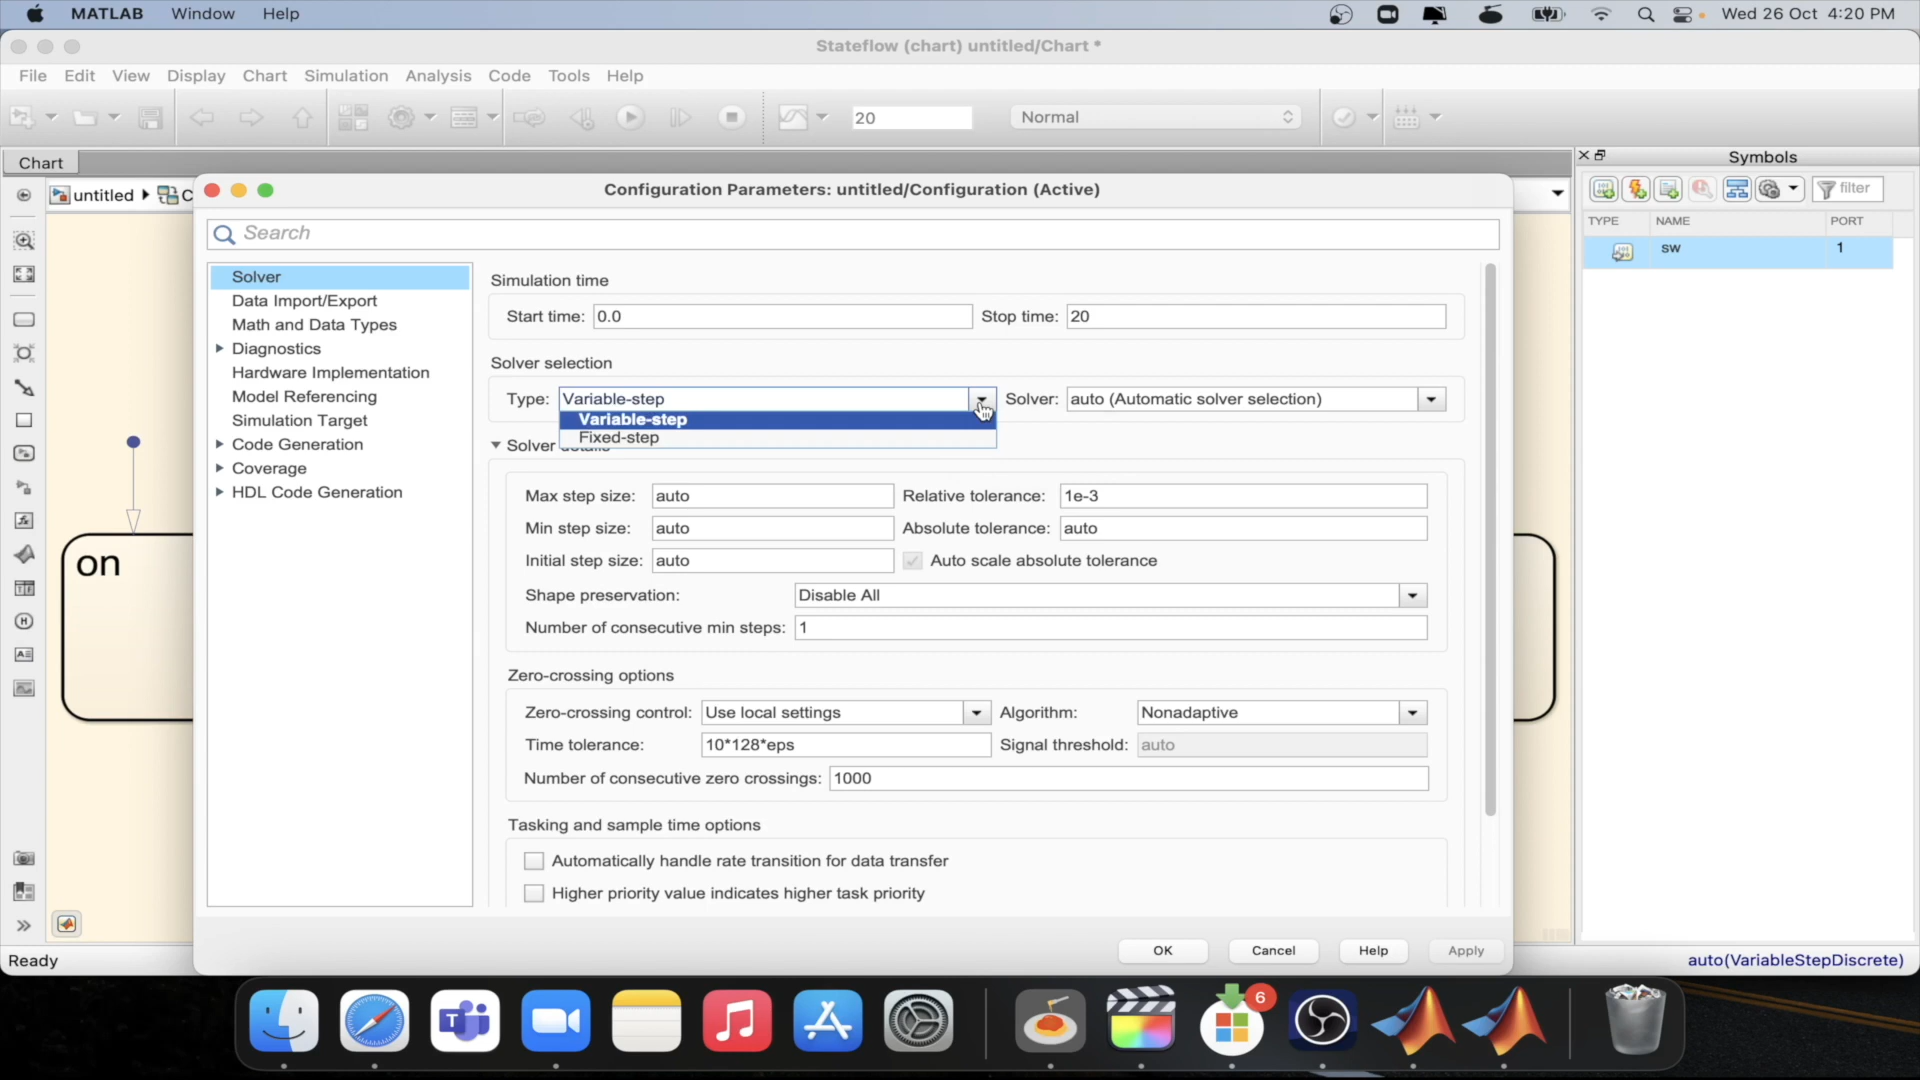 MATLAB Window Help
Wed 26 Oct 4:20 PM
Stateflow (chart) untitled/Chart *
File Edit View Display Chart Simulation Analysis Code Tools Help
20 Normal
Chart
Symbols
untitled
Configuration Parameters: untitled/Configuration (Active)
filter
TYPE NAME PORT
Search
sw 1
Solver
Data Import/Export
Math and Data Types
Diagnostics
Hardware Implementation
Model Referencing
Simulation Target
Code Generation
Coverage
HDL Code Generation
Simulation time
Start time: 0.0 Stop time: 20
Solver selection
Type: Variable-step Solver: auto (Automatic solver selection)
Variable-step
Fixed-step
Solver details
Max step size: auto Relative tolerance: 1e-3
Min step size: auto Absolute tolerance: auto
Initial step size: auto Auto scale absolute tolerance
Shape preservation: Disable All
Number of consecutive min steps: 1
Zero-crossing options
Zero-crossing control: Use local settings Algorithm: Nonadaptive
Time tolerance: 10*128*eps Signal threshold: auto
Number of consecutive zero crossings: 1000
Tasking and sample time options
Automatically handle rate transition for data transfer
Higher priority value indicates higher task priority
on
OK Cancel Help Apply
Ready
auto(VariableStepDiscrete)
6